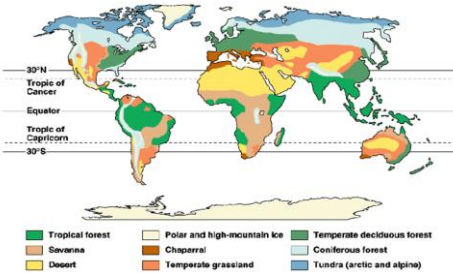 30°N
Tropic of
Cancer
Equator
Tropic of
Capricorn
30°S
Tropical forest
Polar and high-mountain ice
Temperate deciduous forest
Savanna
Chaparral
Coniferous forest
Desert
Temperate grassland
Tundra (arctic and alpine)